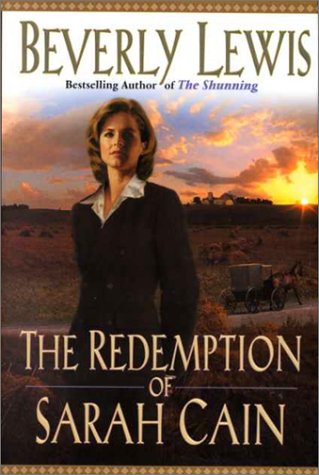 BEVERLY LEWIS
Bestselling Author of The Shunning
THE REDEMPTION
OF
SARAH CAIN